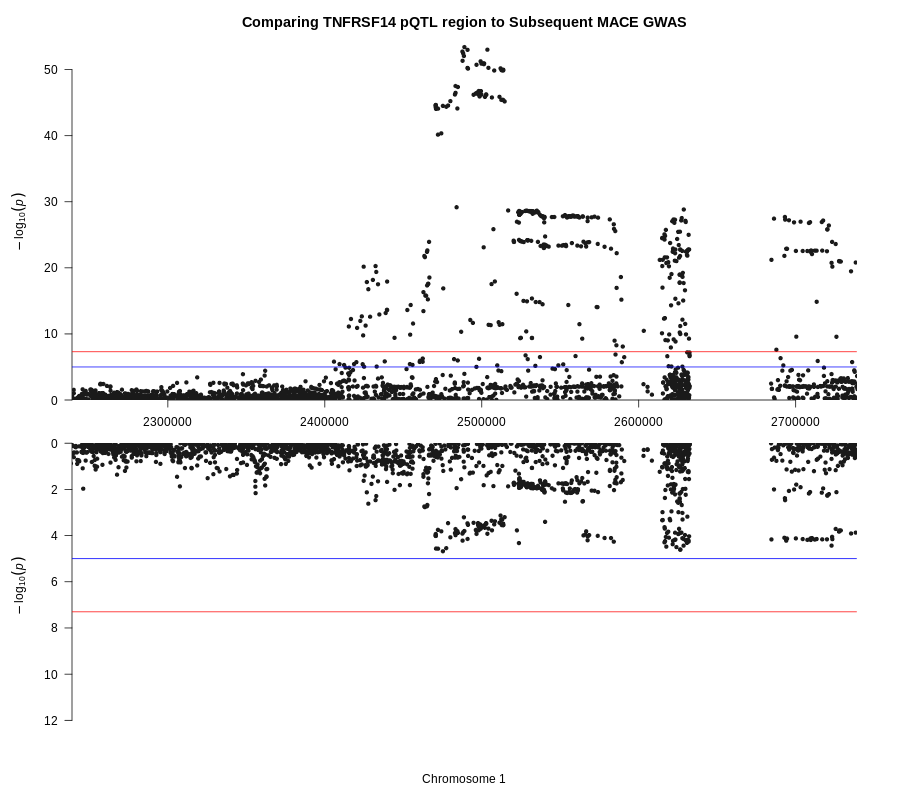 Comparing TNFRSF14 pQTL region to Subsequent MACE GWAS
50
40
30
20
10
0
− log10(p)
2300000 2400000 2500000 2600000 2700000
0
2
4
6
8
10
12
− log10(p)
Chromosome 1